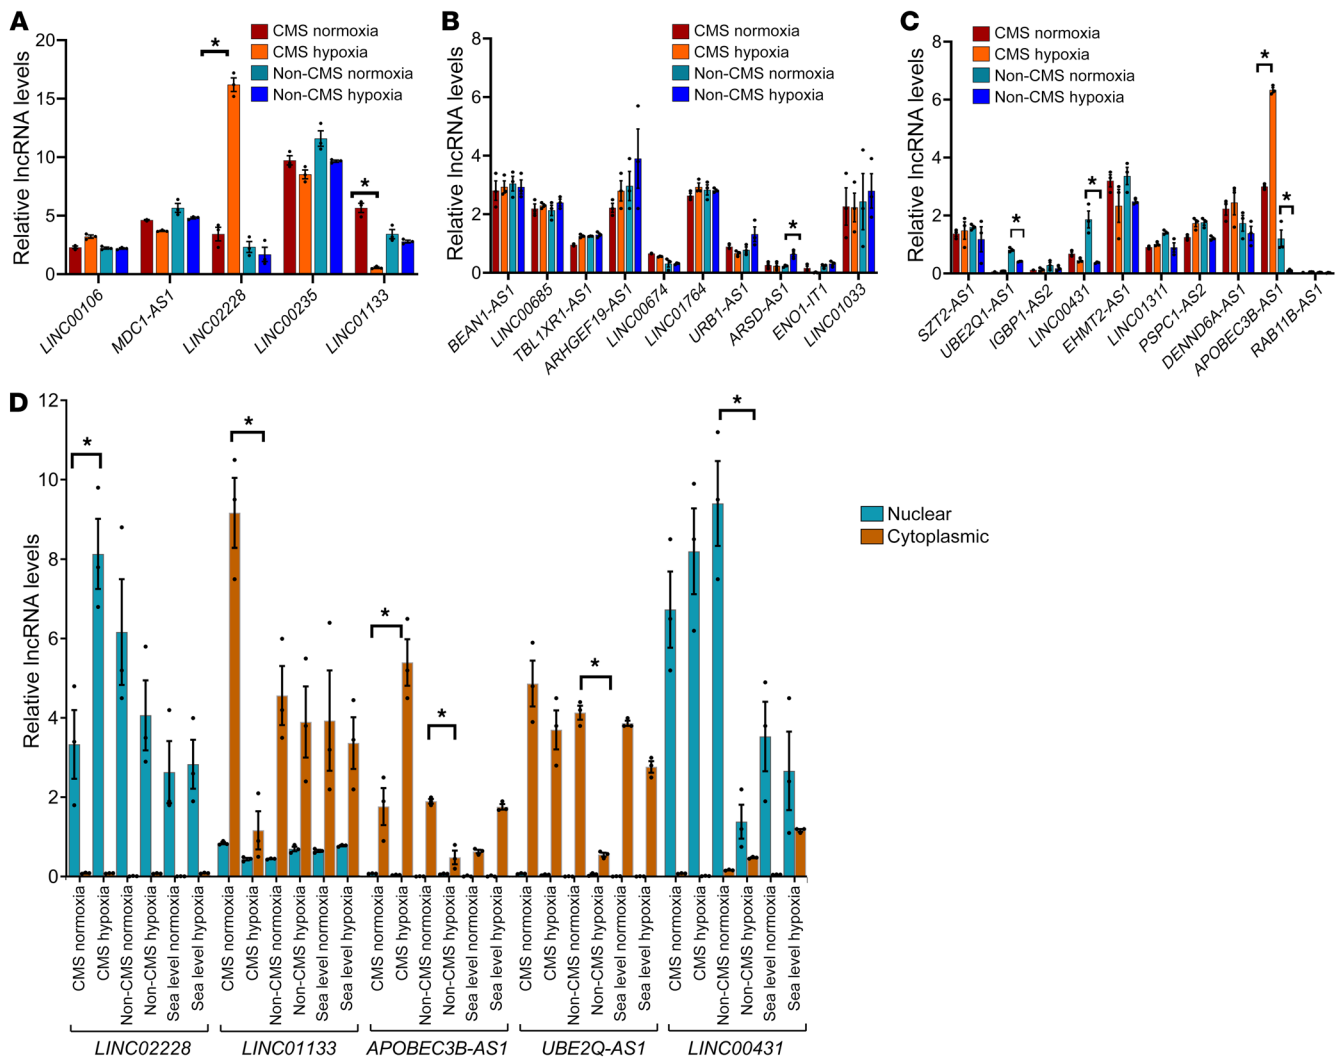 A
Relative lncRNA levels
20
15
10
5
0
*
*
CMS normoxia
CMS hypoxia
Non-CMS normoxia
Non-CMS hypoxia
LINC00106
MDC1-AS1
LINC02228
LINC00235
LINC01133
B
Relative lncRNA levels
8
6
4
2
0
*
CMS normoxia
CMS hypoxia
Non-CMS normoxia
Non-CMS hypoxia
BEAN1-AS1
LINC00685
TBL1XR1-AS1
ARHGEF19-AS1
LINC00674
LINC01764
URB1-AS1
ARSD-AS1
ENO1-IT1
LINC01033
C
Relative lncRNA levels
8
6
4
2
0
*
*
*
*
CMS normoxia
CMS hypoxia
Non-CMS normoxia
Non-CMS hypoxia
SZT2-AS1
UBE2Q1-AS1
IGBP1-AS2
LINC00431
EHMT2-AS1
LINC01311
PSPC1-AS2
DENND6A-AS1
APOBEC3B-AS1
RAB11B-AS1
D
Relative lncRNA levels
12
10
8
6
4
2
0
*
*
*
*
*
*
Nuclear
Cytoplasmic
CMS normoxia
CMS hypoxia
Non-CMS normoxia
Non-CMS hypoxia
Sea level normoxia
Sea level hypoxia
CMS normoxia
CMS hypoxia
Non-CMS normoxia
Non-CMS hypoxia
Sea level normoxia
Sea level hypoxia
CMS normoxia
CMS hypoxia
Non-CMS normoxia
Non-CMS hypoxia
Sea level normoxia
Sea level hypoxia
CMS normoxia
CMS hypoxia
Non-CMS normoxia
Non-CMS hypoxia
Sea level normoxia
Sea level hypoxia
CMS normoxia
CMS hypoxia
Non-CMS normoxia
Non-CMS hypoxia
Sea level normoxia
Sea level hypoxia
LINC02228
LINC01133
APOBEC3B-AS1
UBE2Q-AS1
LINC00431